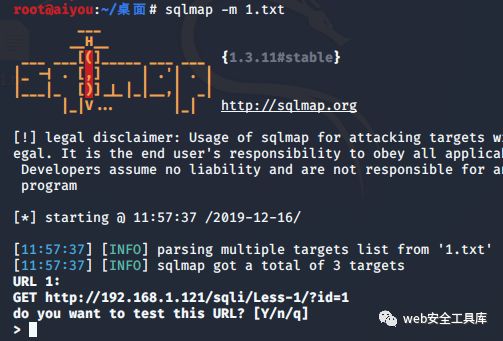 root@aiyou:~/桌面# sqlmap -m 1.txt
{1.3.11#stable}
http://sqlmap.org
[!] legal disclaimer: Usage of sqlmap for attacking targets wi
egal. It is the end user's responsibility to obey all applica
Developers assume no liability and are not responsible for an
program
[*] starting @ 11:57:37 /2019-12-16/
[11:57:37] [INFO] parsing multiple targets list from '1.txt'
[11:57:37] [INFO] sqlmap got a total of 3 targets
URL 1:
GET http://192.168.1.121/sqli/Less-1/?id=1
do you want to test this URL? [Y/n/q]
>
web安全工具库